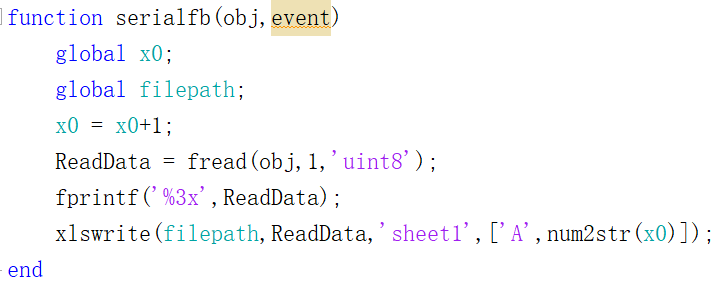 function serialfb(obj,event)
global x0;
global filepath;
x0 = x0+1;
ReadData = fread(obj,1,'uint8');
fprintf('%3x',ReadData);
xlswrite(filepath,ReadData,'sheet1',['A',num2str(x0)]);
end